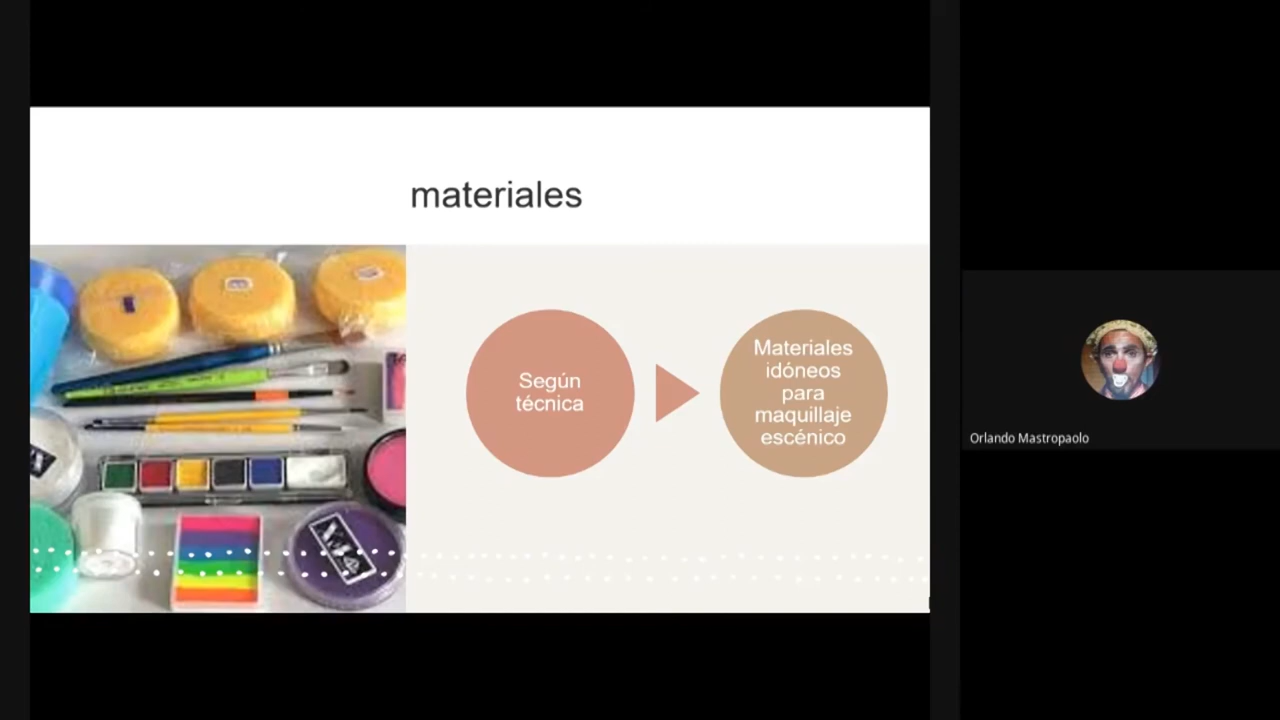 materiales
Según
técnica
Materiales
idóneos
para
maquillaje
escénico
Orlando Mastropaolo